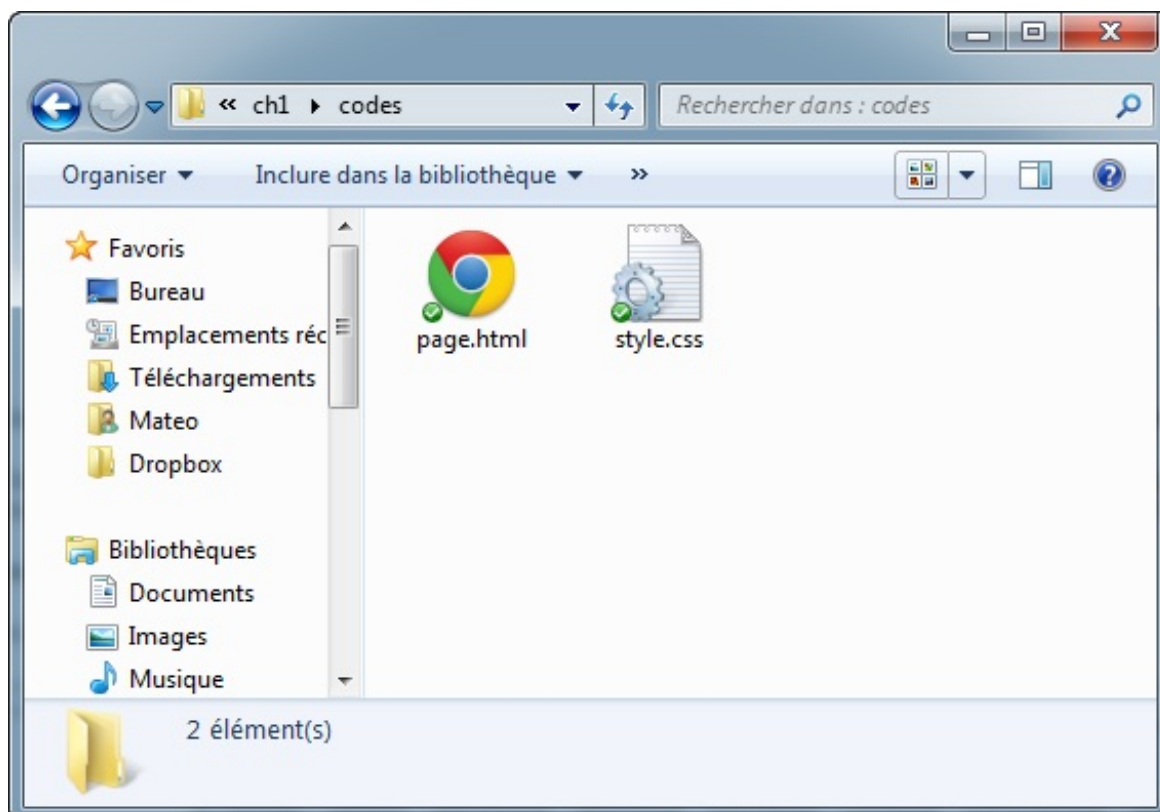 « ch1 ▸ codes
Rechercher dans : codes
Organiser
Inclure dans la bibliothèque
»
Favoris
Bureau
Emplacements réc
Téléchargements
Mateo
Dropbox
Bibliothèques
Documents
Images
Musique
page.html
style.css
2 élément(s)